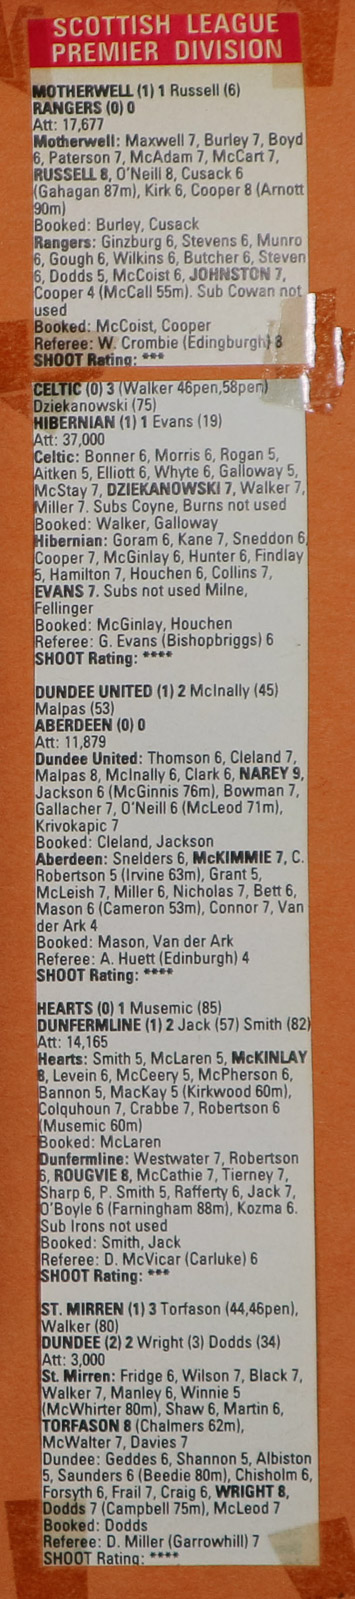 SCOTTISH LEAGUE
PREMIER DIVISION
MOTHERWELL (1) 1 Russell (6)
RANGERS (0) 0
Att: 17,677
Motherwell: Maxwell 7, Burley 7, Boyd
6, Paterson 7, McAdam 7, McCart 7,
RUSSELL 8, O'Neill 8, Cusack 6
(Gahagan 87m), Kirk 6, Cooper 8 (Arnott
90m)
Booked: Burley, Cusack
Rangers: Ginzburg 6, Stevens 6, Munro
6, Gough 6, Wilkins 6, Butcher 6, Steven
6, Dodds 5, McCoist 6, JOHNSTON 7,
Cooper 4 (McCall 55m). Sub Cowan not
used
Booked: McCoist, Cooper
Referee: W. Crombie (Edingburgh) 8
SHOOT Rating: ***
CELTIC (0) 3 (Walker 46pen,58pen)
Dziekanowski (75)
HIBERNIAN (1) 1 Evans (19)
Att: 37,000
Celtic: Bonner 6, Morris 6, Rogan 5,
Aitken 5, Elliott 6, Whyte 6, Galloway 5,
McStay 7, DZIEKANOWSKI 7, Walker 7,
Miller 7. Subs Coyne, Burns not used
Booked: Walker, Galloway
Hibernian: Goram 6, Kane 7, Sneddon 6,
Cooper 7, McGinlay 6, Hunter 6, Findlay
5, Hamilton 7, Houchen 6, Collins 7,
EVANS 7. Subs not used Milne,
Fellinger
Booked: McGinlay, Houchen
Referee: G. Evans (Bishopbriggs) 6
SHOOT Rating: ****
DUNDEE UNITED (1) 2 McInally (45)
Malpas (53)
ABERDEEN (0) 0
Att: 11,879
Dundee United: Thomson 6, Cleland 7,
Malpas 8, McInally 6, Clark 6, NAREY 9,
Jackson 6 (McGinnis 76m), Bowman 7,
Gallacher 7, O'Neill 6 (McLeod 71m),
Krivokapic 7
Booked: Cleland, Jackson
Aberdeen: Snelders 6, McKIMMIE 7, C.
Robertson 5 (Irvine 63m), Grant 5,
McLeish 7, Miller 6, Nicholas 7, Bett 6,
Mason 6 (Cameron 53m), Connor 7, Van
der Ark 4
Booked: Mason, Van der Ark
Referee: A. Huett (Edinburgh) 4
SHOOT Rating: ****
HEARTS (0) 1 Musemic (85)
DUNFERMLINE (1) 2 Jack (57) Smith (82)
Att: 14,165
Hearts: Smith 5, McLaren 5, McKINLAY
8, Levein 6, McCeery 5, McPherson 6,
Bannon 5, MacKay 5 (Kirkwood 60m),
Colquhoun 7, Crabbe 7, Robertson 6
(Musemic 60m)
Booked: McLaren
Dunfermline: Westwater 7, Robertson
6, ROUGVIE 8, McCathie 7, Tierney 7,
Sharp 6, P. Smith 5, Rafferty 6, Jack 7,
O'Boyle 6 (Farningham 88m), Kozma 6.
Sub Irons not used
Booked: Smith, Jack
Referee: D. McVicar (Carluke) 6
SHOOT Rating: ***
ST. MIRREN (1) 3 Torfason (44,46pen),
Walker (80)
DUNDEE (2) 2 Wright (3) Dodds (34)
Att: 3,000
St. Mirren: Fridge 6, Wilson 7, Black 7,
Walker 7, Manley 6, Winnie 5
(McWhirter 80m), Shaw 6, Martin 6,
TORFASON 8 (Chalmers 62m),
McWalter 7, Davies 7
Dundee: Geddes 6, Shannon 5, Albiston
5, Saunders 6 (Beedie 80m), Chisholm 6,
Forsyth 6, Frail 7, Craig 6, WRIGHT 8,
Dodds 7 (Campbell 75m), McLeod 7
Booked: Dodds
Referee: D. Miller (Garrowhill) 7
SHOOT Rating: ****